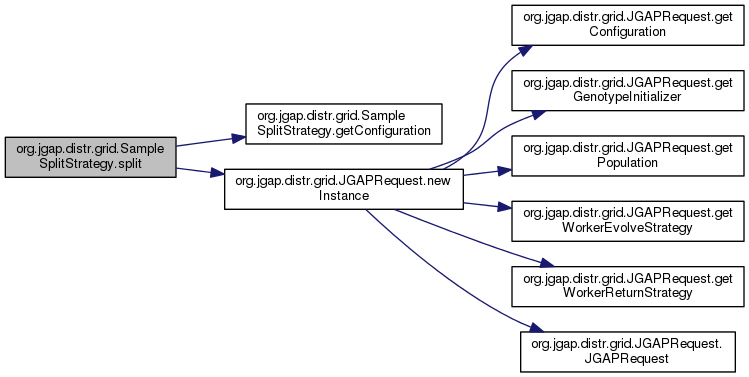 org.jgap.distr.grid.Sample
SplitStrategy.split
org.jgap.distr.grid.Sample
SplitStrategy.getConfiguration
org.jgap.distr.grid.JGAPRequest.new
Instance
org.jgap.distr.grid.JGAPRequest.get
Configuration
org.jgap.distr.grid.JGAPRequest.get
GenotypeInitializer
org.jgap.distr.grid.JGAPRequest.get
Population
org.jgap.distr.grid.JGAPRequest.get
WorkerEvolveStrategy
org.jgap.distr.grid.JGAPRequest.get
WorkerReturnStrategy
org.jgap.distr.grid.JGAPRequest.
JGAPRequest